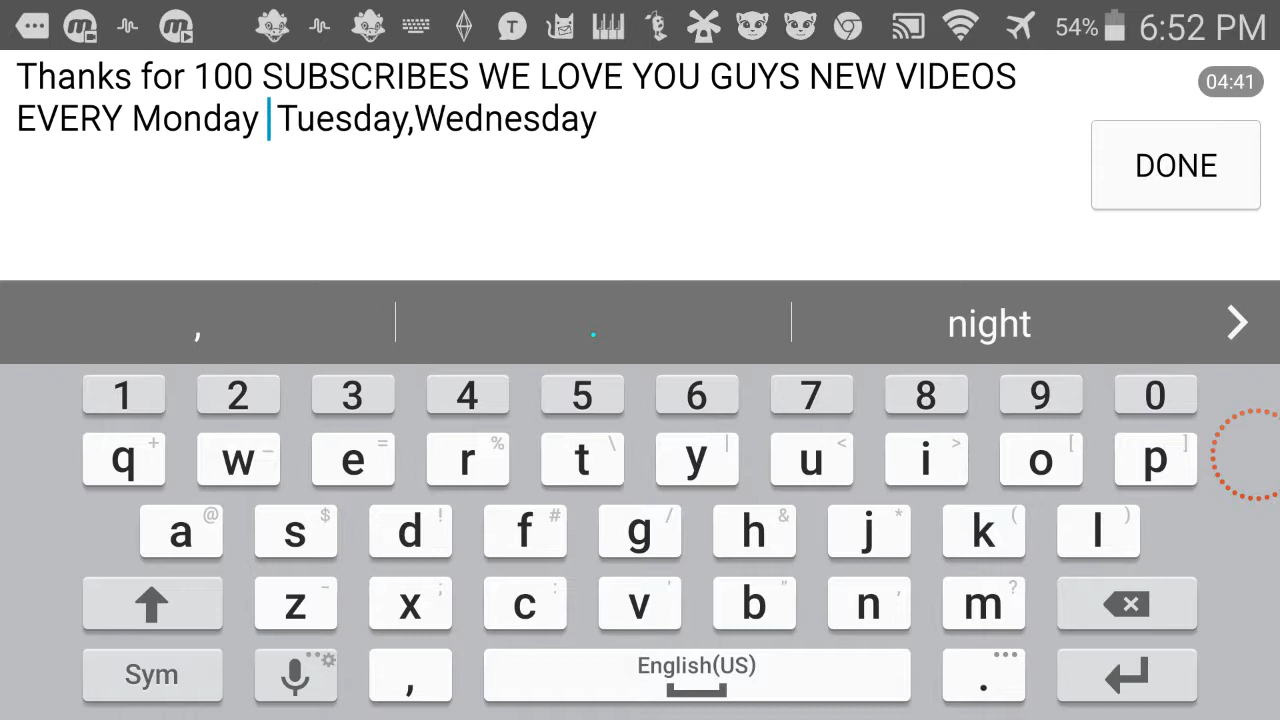 54% 6:52 PM
Thanks for 100 SUBSCRIBES WE LOVE YOU GUYS NEW VIDEOS
04:41
EVERY Monday Tuesday,Wednesday
DONE
, . night
1 2 3 4 5 6 7 8 9 0
q + w _ e = r % t \ y | u < i > o [ p ]
a @ s $ d ! f # g / h & j * k ( l )
z - x ; c : v ' b " n , m ?
Sym , English(US) .